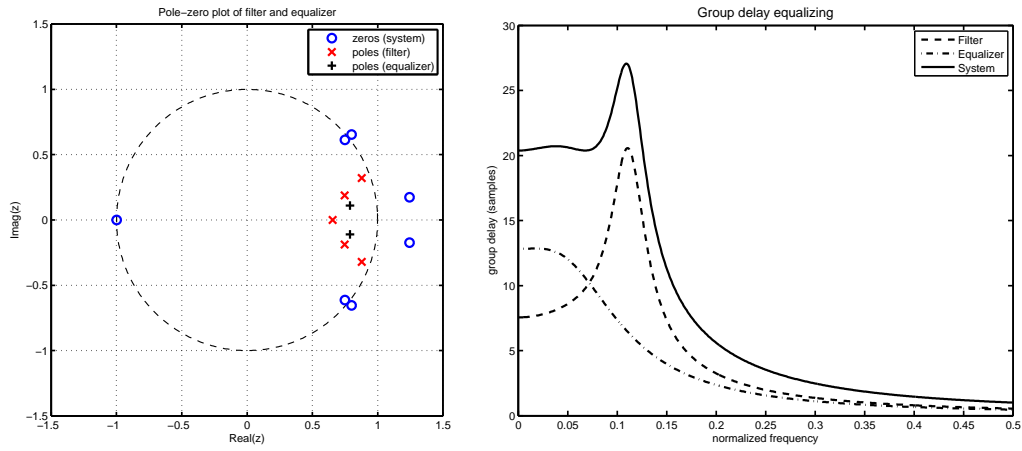 Pole−zero plot of filter and equalizer
zeros (system)
poles (filter)
poles (equalizer)
1.5
1
0.5
0
−0.5
−1
−1.5
−1.5
−1
−0.5
0
0.5
1
1.5
Imag(z)
Real(z)
Group delay equalizing
Filter
Equalizer
System
30
25
20
15
10
5
0
0
0.05
0.1
0.15
0.2
0.25
0.3
0.35
0.4
0.45
0.5
group delay (samples)
normalized frequency